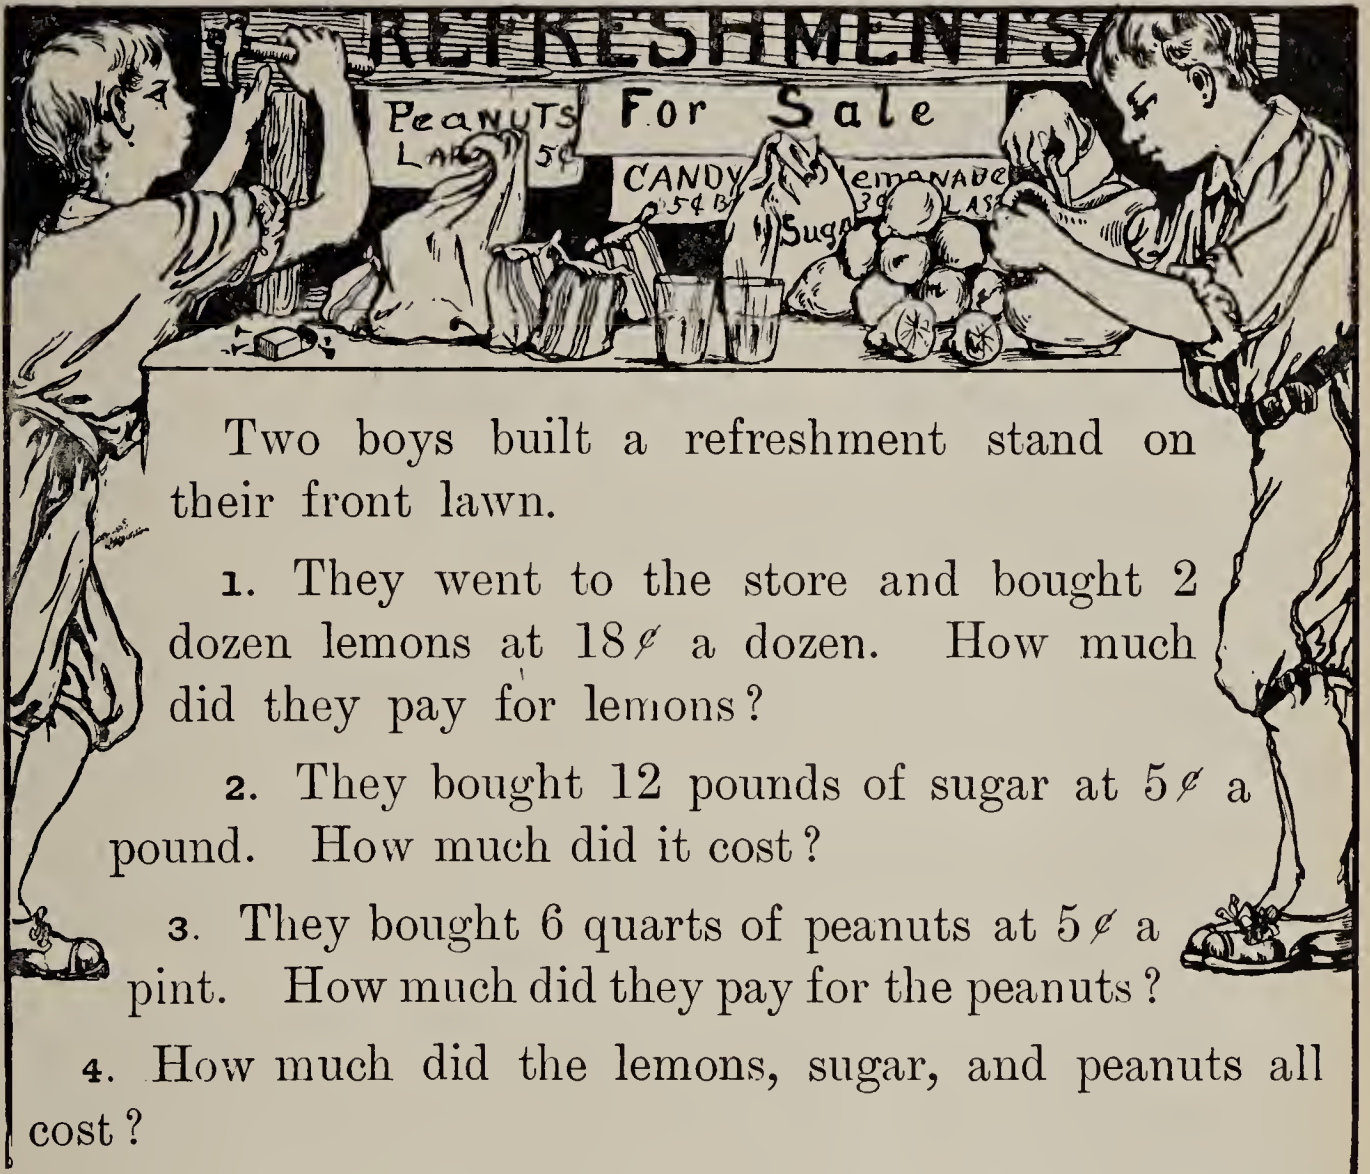 REFRESHMENTS
For Sale
PeaNUTS
5¢
CANDY
5¢
LemoNADe
3¢
Two boys built a refreshment stand on
their front lawn.
1. They went to the store and bought 2
dozen lemons at 18¢ a dozen. How much
did they pay for lemons?
2. They bought 12 pounds of sugar at 5¢ a
pound. How much did it cost?
3. They bought 6 quarts of peanuts at 5¢ a
pint. How much did they pay for the peanuts?
4. How much did the lemons, sugar, and peanuts all
cost?